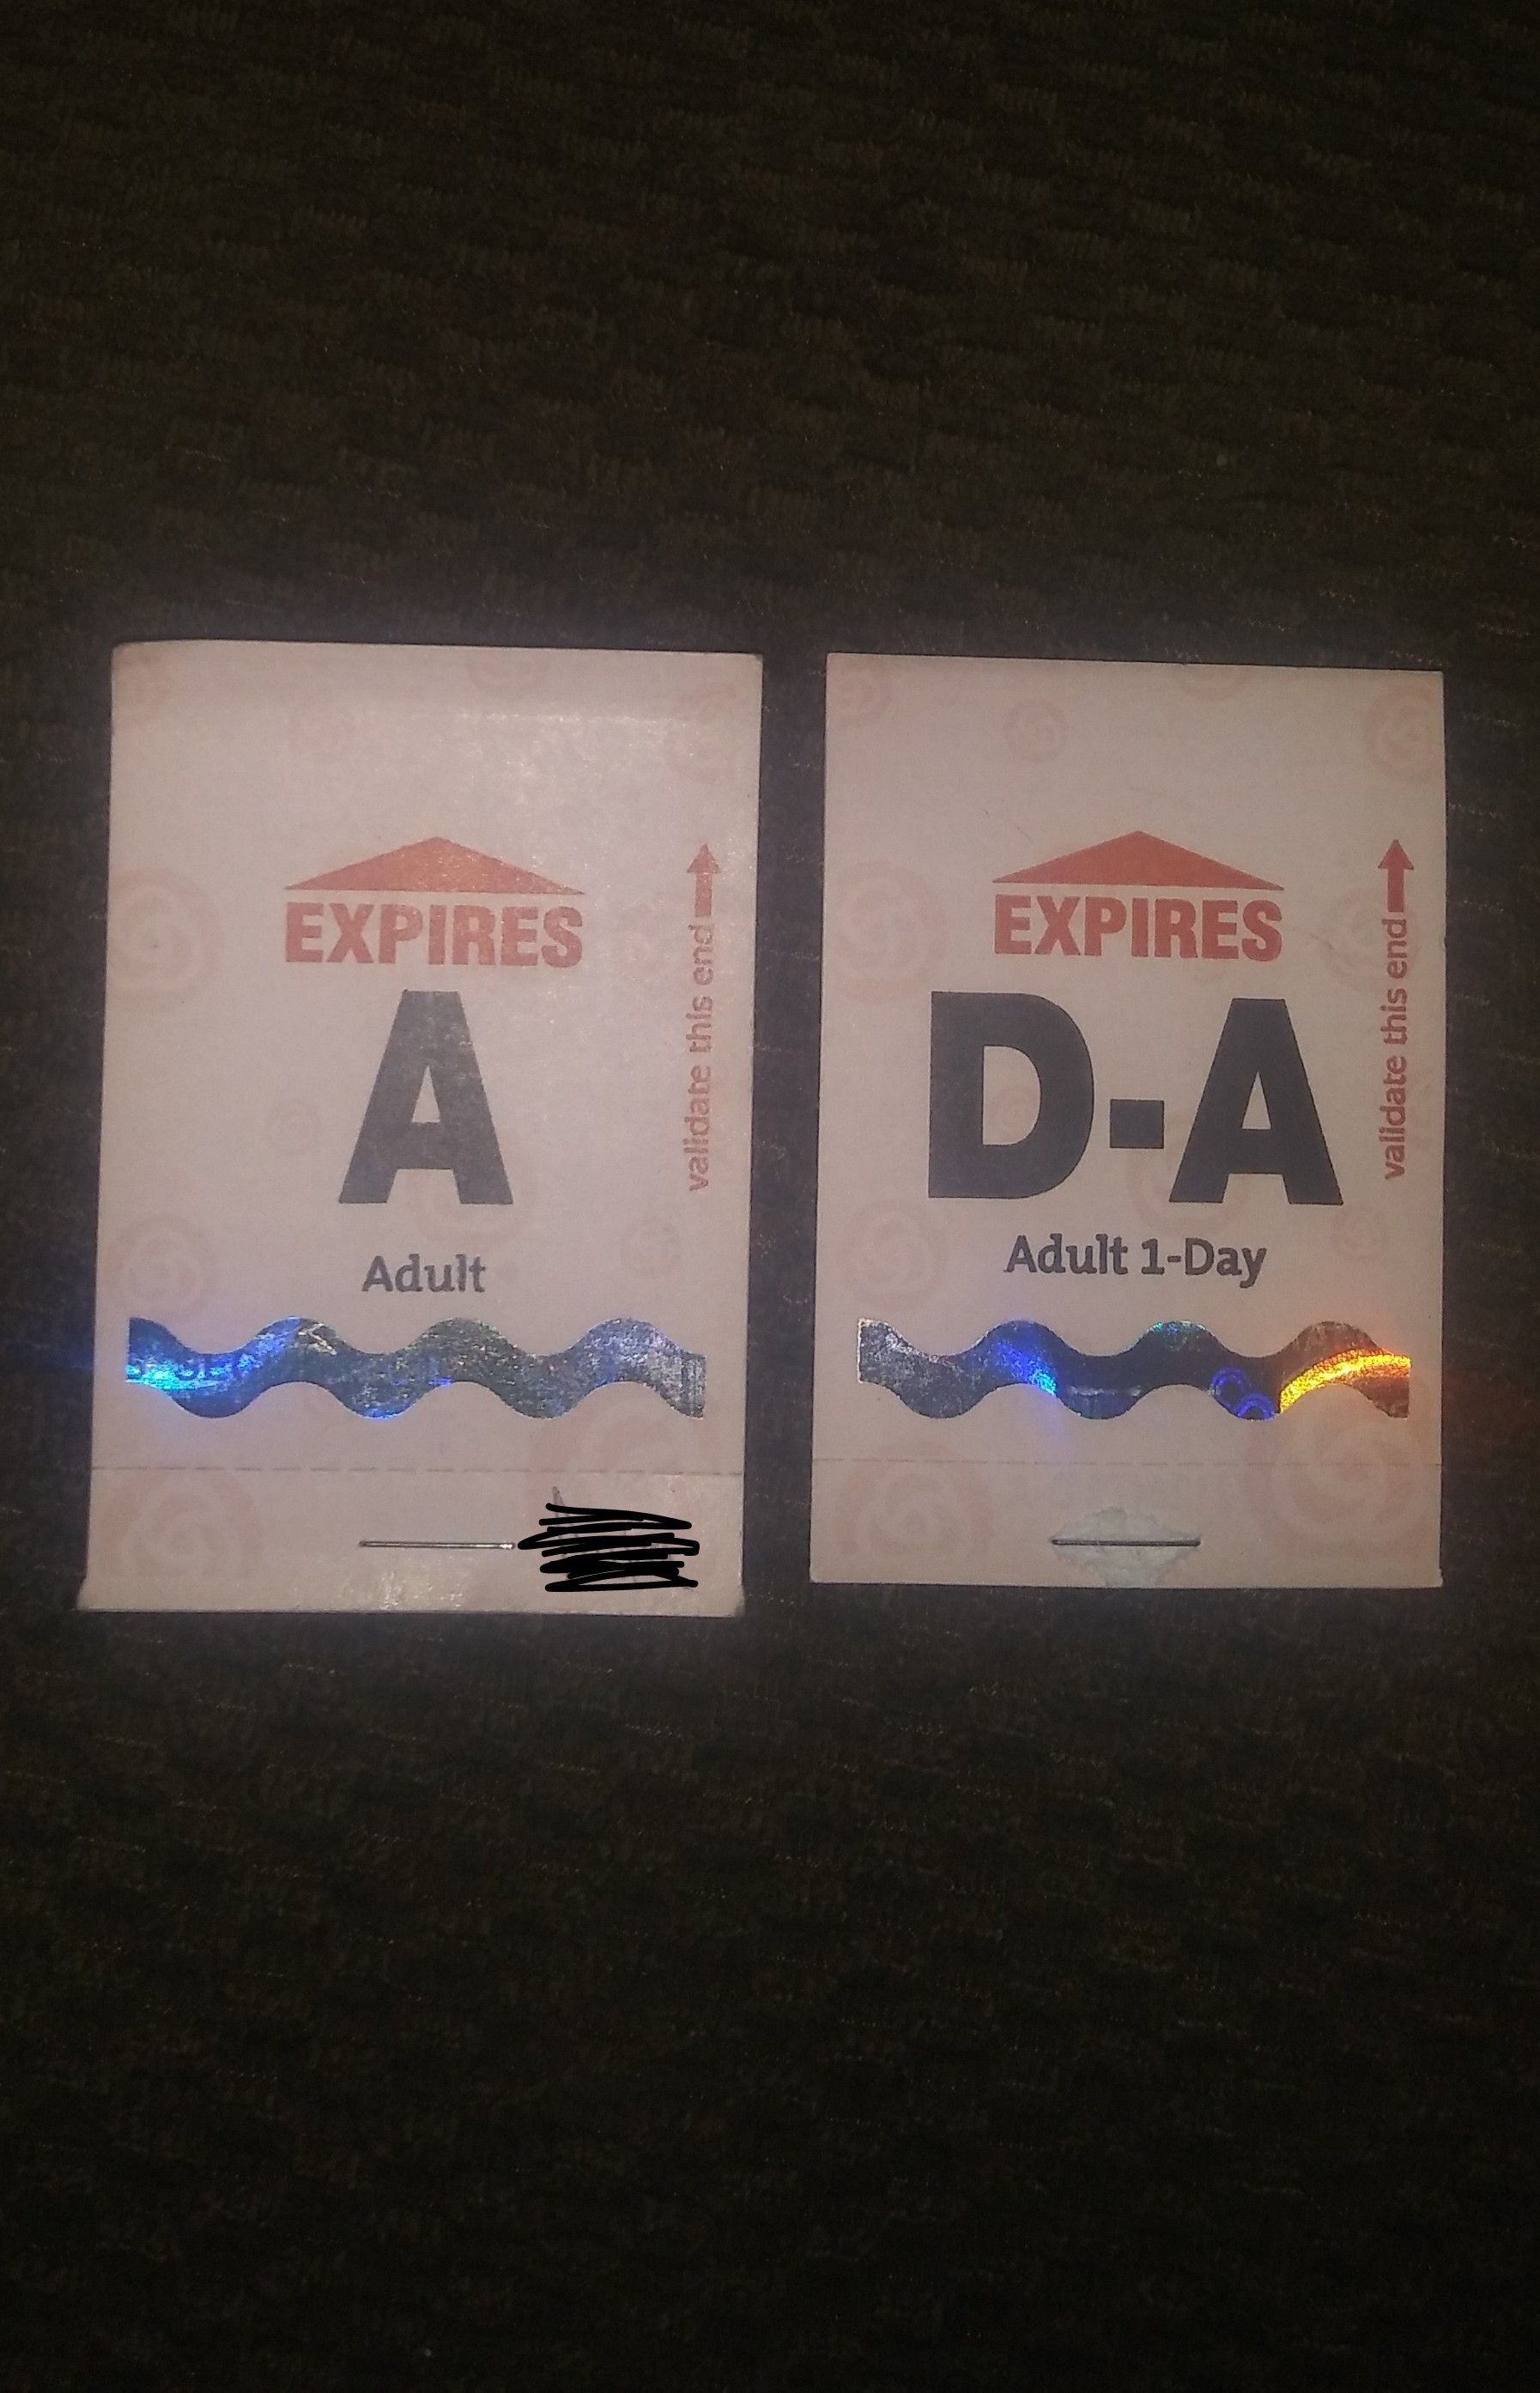 EXPIRES
A
Adult
validate this end
EXPIRES
D-A
Adult 1-Day
validate this end